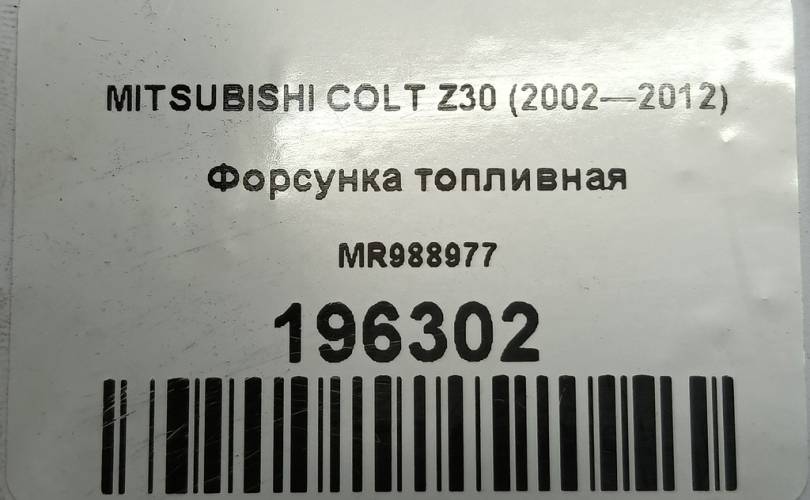 MITSUBISHI COLT Z30 (2002—2012)
Форсунка топливная
MR988977
196302